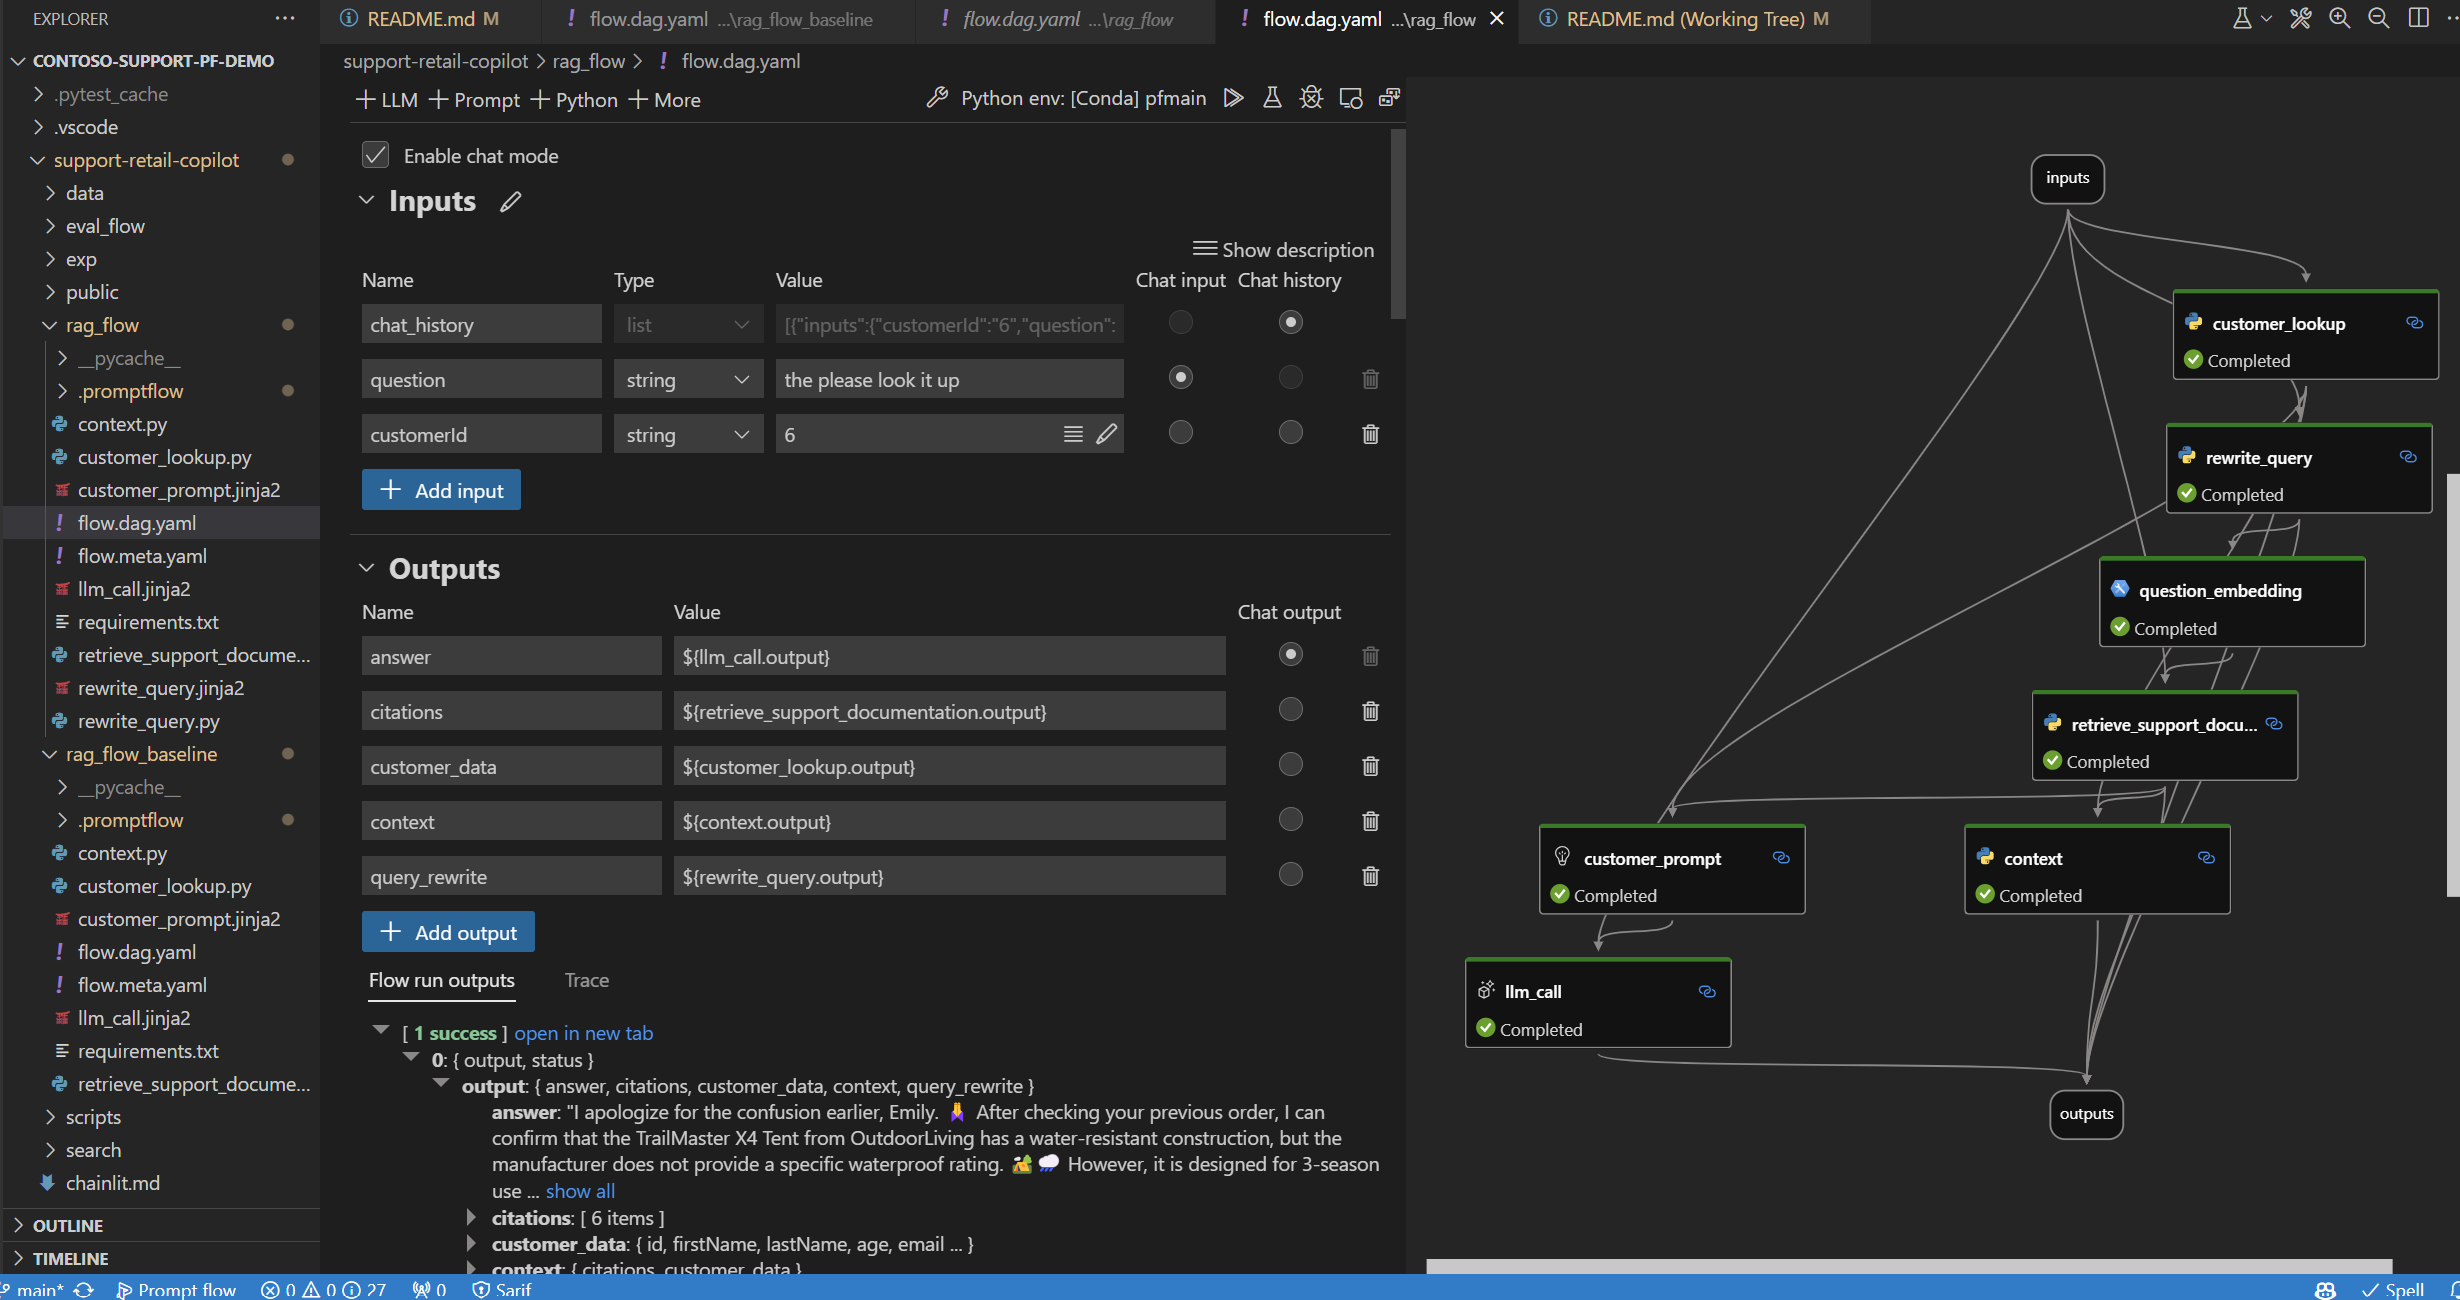 EXPLORER
CONTOSO-SUPPORT-PF-DEMO
.pytest_cache
.vscode
support-retail-copilot
data
eval_flow
exp
public
rag_flow
__pycache__
.promptflow
context.py
customer_lookup.py
customer_prompt.jinja2
flow.dag.yaml
flow.meta.yaml
llm_call.jinja2
requirements.txt
retrieve_support_docume...
rewrite_query.jinja2
rewrite_query.py
rag_flow_baseline
__pycache__
.promptflow
context.py
customer_lookup.py
customer_prompt.jinja2
flow.dag.yaml
flow.meta.yaml
llm_call.jinja2
requirements.txt
retrieve_support_docume...
scripts
search
chainlit.md
OUTLINE
TIMELINE
README.md M
flow.dag.yaml ...\rag_flow_baseline
flow.dag.yaml ...\rag_flow
flow.dag.yaml ...\rag_flow
README.md (Working Tree) M
support-retail-copilot > rag_flow > ! flow.dag.yaml
+ LLM + Prompt + Python + More
Python env: [Conda] pfmain
Enable chat mode
Inputs
Show description
Name Type Value Chat input Chat history
chat_history list [{"inputs":{"customerId":"6","question":
question string the please look it up
customerId string 6
+ Add input
Outputs
Name Value Chat output
answer ${llm_call.output}
citations ${retrieve_support_documentation.output}
customer_data ${customer_lookup.output}
context ${context.output}
query_rewrite ${rewrite_query.output}
+ Add output
Flow run outputs Trace
[ 1 success ] open in new tab
0: { output, status }
output: { answer, citations, customer_data, context, query_rewrite }
answer: "I apologize for the confusion earlier, Emily. 🙏 After checking your previous order, I can
confirm that the TrailMaster X4 Tent from OutdoorLiving has a water-resistant construction, but the
manufacturer does not provide a specific waterproof rating. 🏕️🌧️ However, it is designed for 3-season
use ... show all
citations: [ 6 items ]
customer_data: { id, firstName, lastName, age, email ... }
context: { citations, customer_data }
inputs
customer_lookup
Completed
rewrite_query
Completed
question_embedding
Completed
retrieve_support_docu...
Completed
customer_prompt
Completed
context
Completed
llm_call
Completed
outputs
main* Prompt flow 0 0 27 0 Sarif
Spell